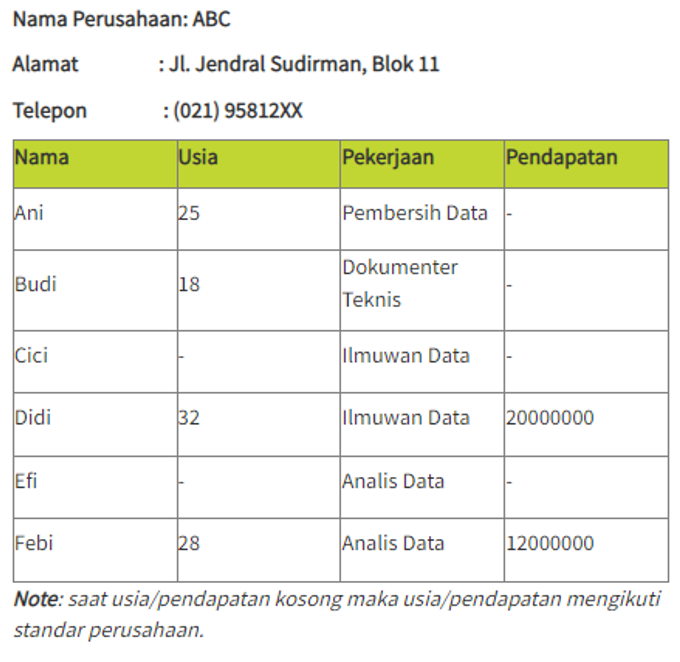 Nama Perusahaan: ABC
Alamat : Jl. Jendral Sudirman, Blok 11
Telepon : (021) 95812XX
Nama Usia Pekerjaan Pendapatan
Ani 25 Pembersih Data -
Budi 18 Dokumenter Teknis -
Cici - Ilmuwan Data -
Didi 32 Ilmuwan Data 20000000
Efi - Analis Data -
Febi 28 Analis Data 12000000
Note: saat usia/pendapatan kosong maka usia/pendapatan mengikuti
standar perusahaan.